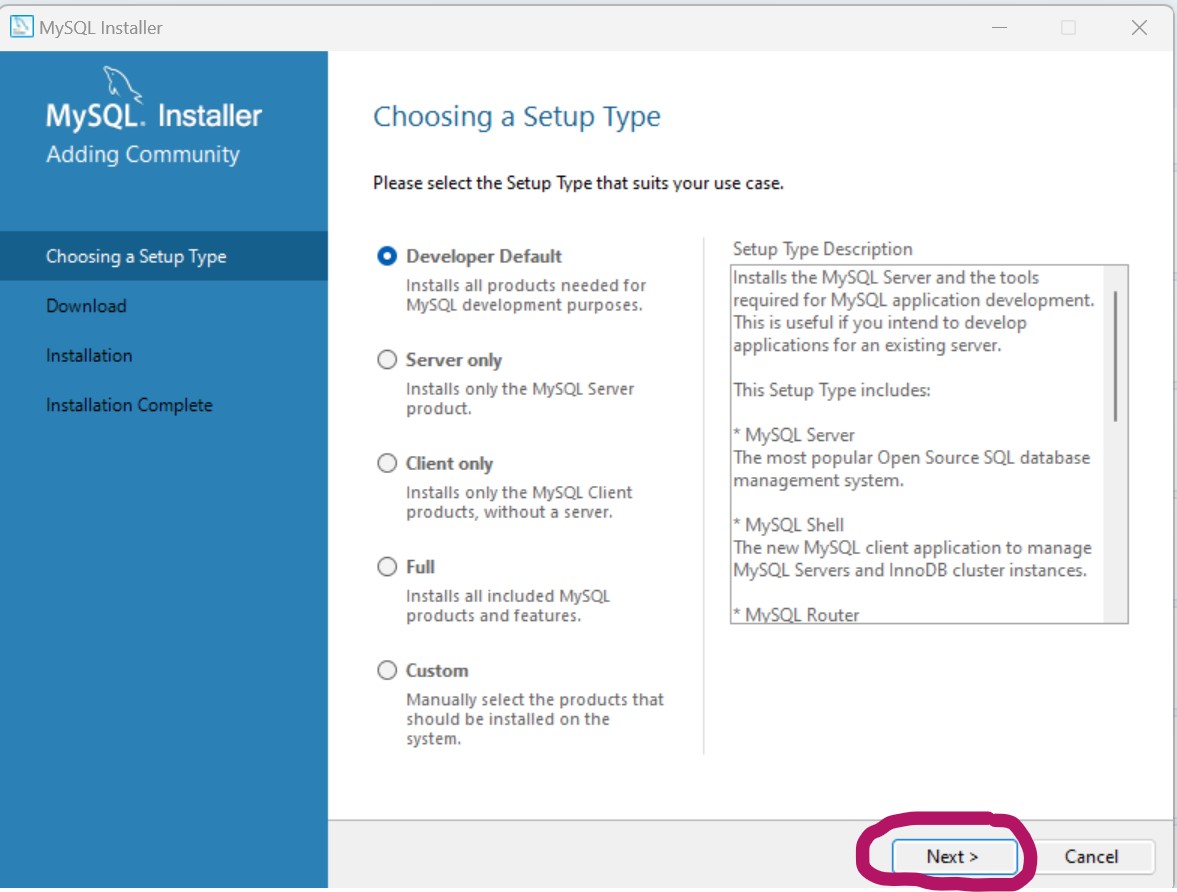 MySQL Installer
MySQL. Installer
Adding Community
Choosing a Setup Type
Download
Installation
Installation Complete
Choosing a Setup Type
Please select the Setup Type that suits your use case.
Developer Default
Installs all products needed for
MySQL development purposes.
Server only
Installs only the MySQL Server
product.
Client only
Installs only the MySQL Client
products, without a server.
Full
Installs all included MySQL
products and features.
Custom
Manually select the products that
should be installed on the
system.
Setup Type Description
Installs the MySQL Server and the tools
required for MySQL application development.
This is useful if you intend to develop
applications for an existing server.
This Setup Type includes:
* MySQL Server
The most popular Open Source SQL database
management system.
* MySQL Shell
The new MySQL client application to manage
MySQL Servers and InnoDB cluster instances.
* MySQL Router
Next >
Cancel